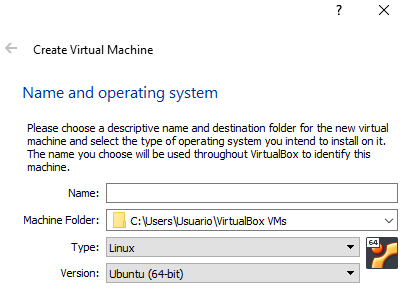 ?
Create Virtual Machine
Name and operating system
Please choose a descriptive name and destination folder for the new virtual
machine and select the type of operating system you intend to install on it.
The name you choose will be used throughout VirtualBox to identify this
machine.
Name:
Machine Folder: C:\Users\Usuario\VirtualBox VMs
Type: Linux
64
Version: Ubuntu (64-bit)